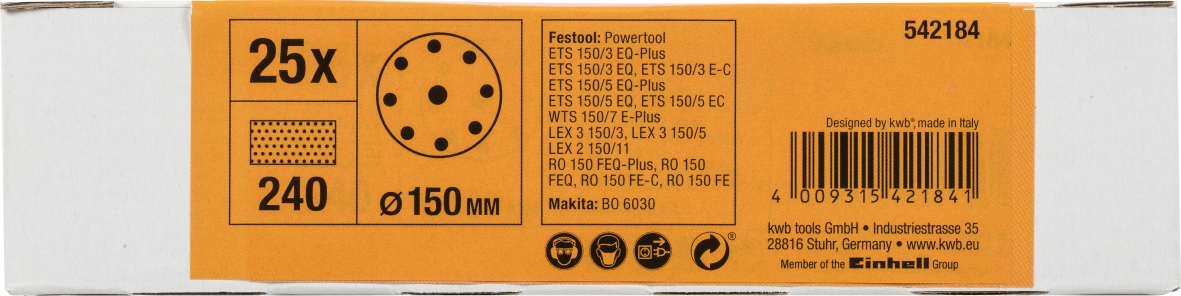 25x
240
Ø 150 MM
Festool: Powertool
ETS 150/3 EQ-Plus
ETS 150/3 EQ, ETS 150/3 E-C
ETS 150/5 EQ-Plus
ETS 150/5 EQ, ETS 150/5 EC
WTS 150/7 E-Plus
LEX 3 150/3, LEX 3 150/5
LEX 2 150/11
RO 150 FEQ-Plus, RO 150
FEQ, RO 150 FE-C, RO 150 FE
Makita: BO 6030
®
542184
Designed by kwb®, made in Italy
4 009315 421841
kwb tools GmbH • Industriestrasse 35
28816 Stuhr, Germany • www.kwb.eu
Member of the Einhell Group